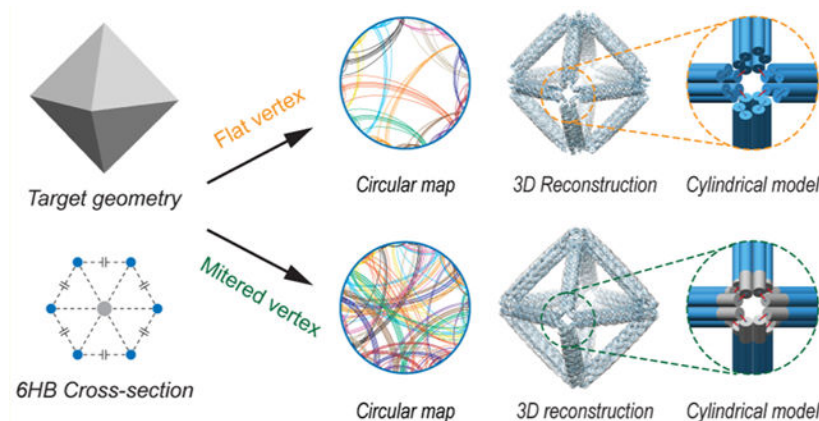 Target geometry
6HB Cross-section
Flat vertex
Mitered vertex
Circular map
3D Reconstruction
Cylindrical model
Circular map
3D reconstruction
Cylindrical model